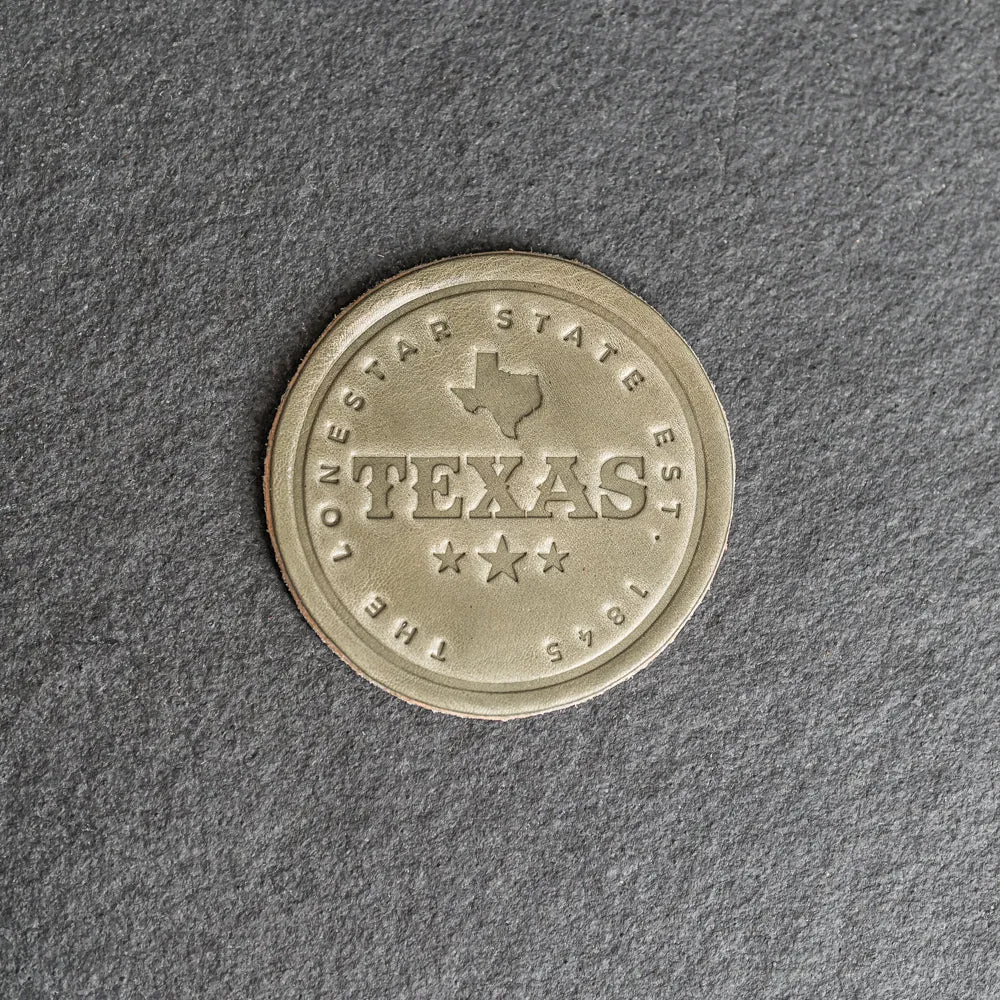 THE LONESTAR STATE EST' 1845
TEXAS